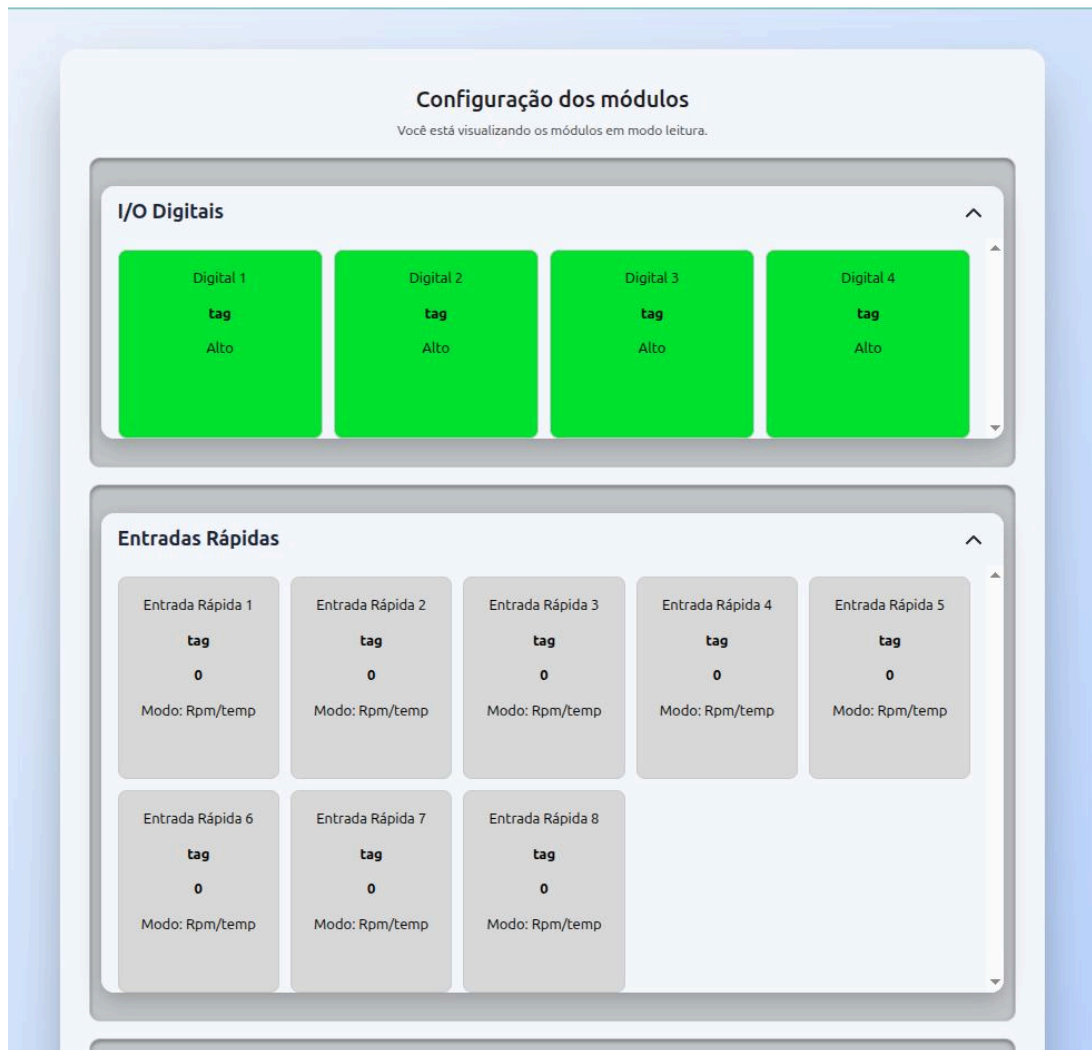 Configuração dos módulos
Você está visualizando os módulos em modo leitura.
I/O Digitais
Digital 1
tag
Alto
Digital 2
tag
Alto
Digital 3
tag
Alto
Digital 4
tag
Alto
Entradas Rápidas
Entrada Rápida 1
tag
0
Modo: Rpm/temp
Entrada Rápida 2
tag
0
Modo: Rpm/temp
Entrada Rápida 3
tag
0
Modo: Rpm/temp
Entrada Rápida 4
tag
0
Modo: Rpm/temp
Entrada Rápida 5
tag
0
Modo: Rpm/temp
Entrada Rápida 6
tag
0
Modo: Rpm/temp
Entrada Rápida 7
tag
0
Modo: Rpm/temp
Entrada Rápida 8
tag
0
Modo: Rpm/temp